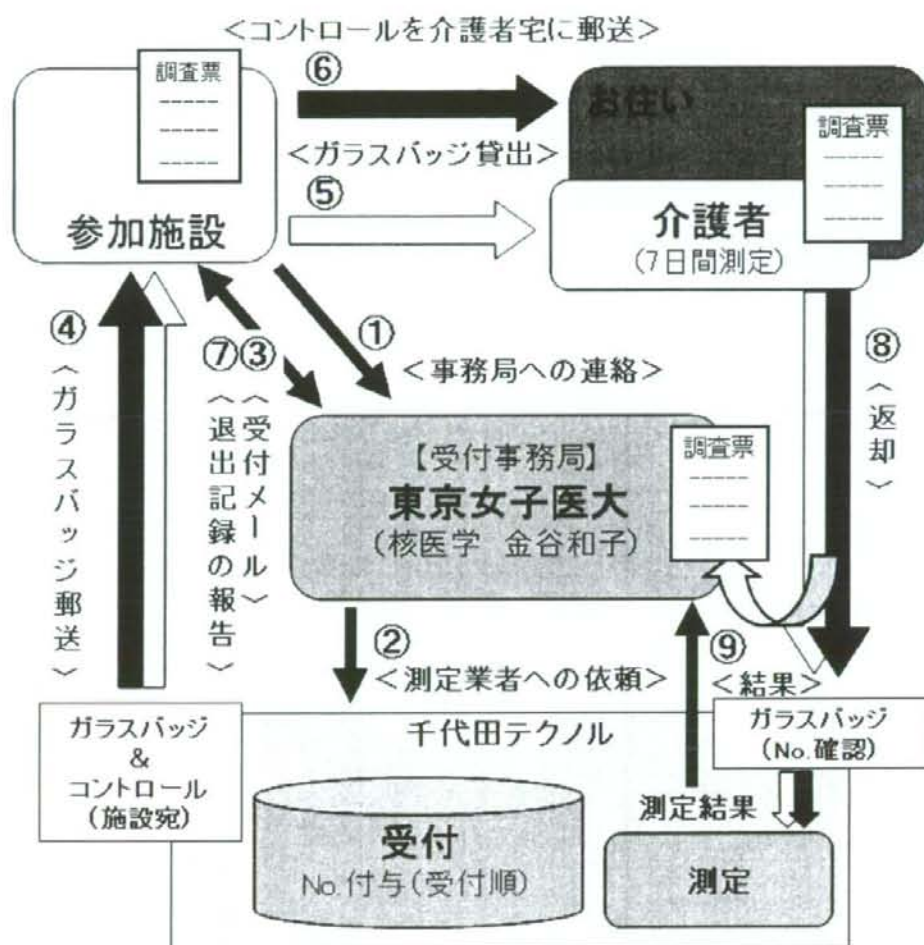 <コントロールを介護者宅に郵送>
調査票
⑥
お住い
調査票
<ガラスバッジ貸出>
⑤
参加施設
介護者
(7日間測定)
④
<ガラスバッジ郵送>
⑦③
<受付メール>
<退出記録の報告>
①
<事務局への連絡>
⑧
<返却>
【受付事務局】
東京女子医大
(核医学 金谷和子)
調査票
②
<測定業者への依頼>
⑨
<結果>
ガラスバッジ
&
コントロール
(施設宛)
千代田テクノル
ガラスバッジ
(No.確認)
受付
No.付与(受付順)
測定結果
測定